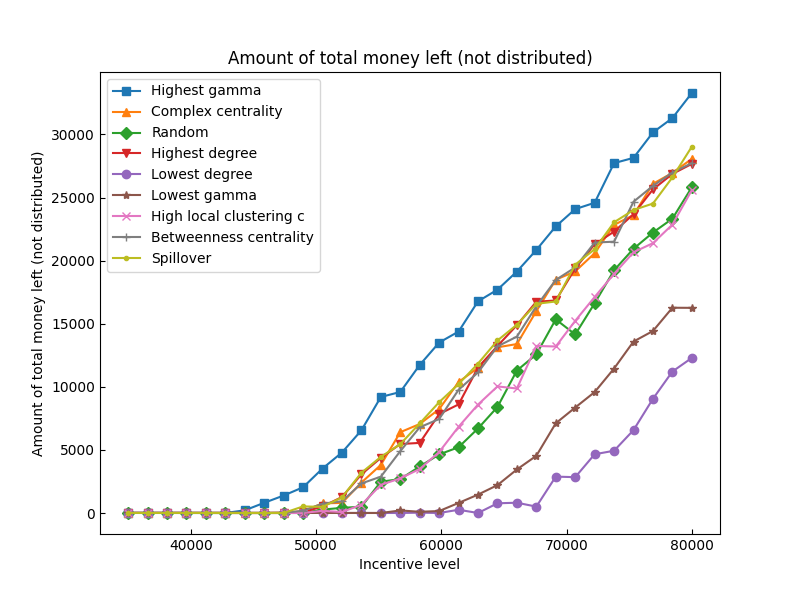 Amount of total money left (not distributed)
Highest gamma
Complex centrality
Random
Highest degree
Lowest degree
Lowest gamma
High local clustering c
Betweenness centrality
Spillover
Amount of total money left (not distributed)
30000
25000
20000
15000
10000
5000
0
40000 50000 60000 70000 80000
Incentive level